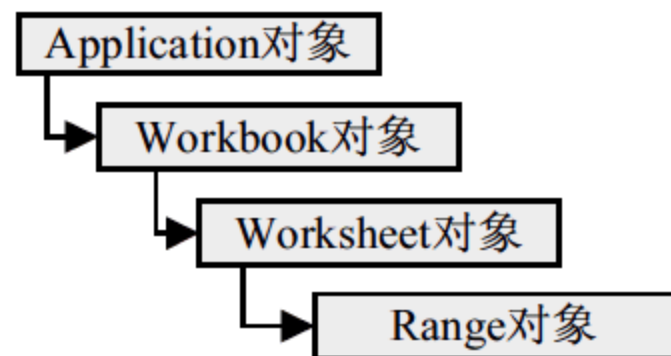 Application对象
Workbook对象
Worksheet对象
Range对象